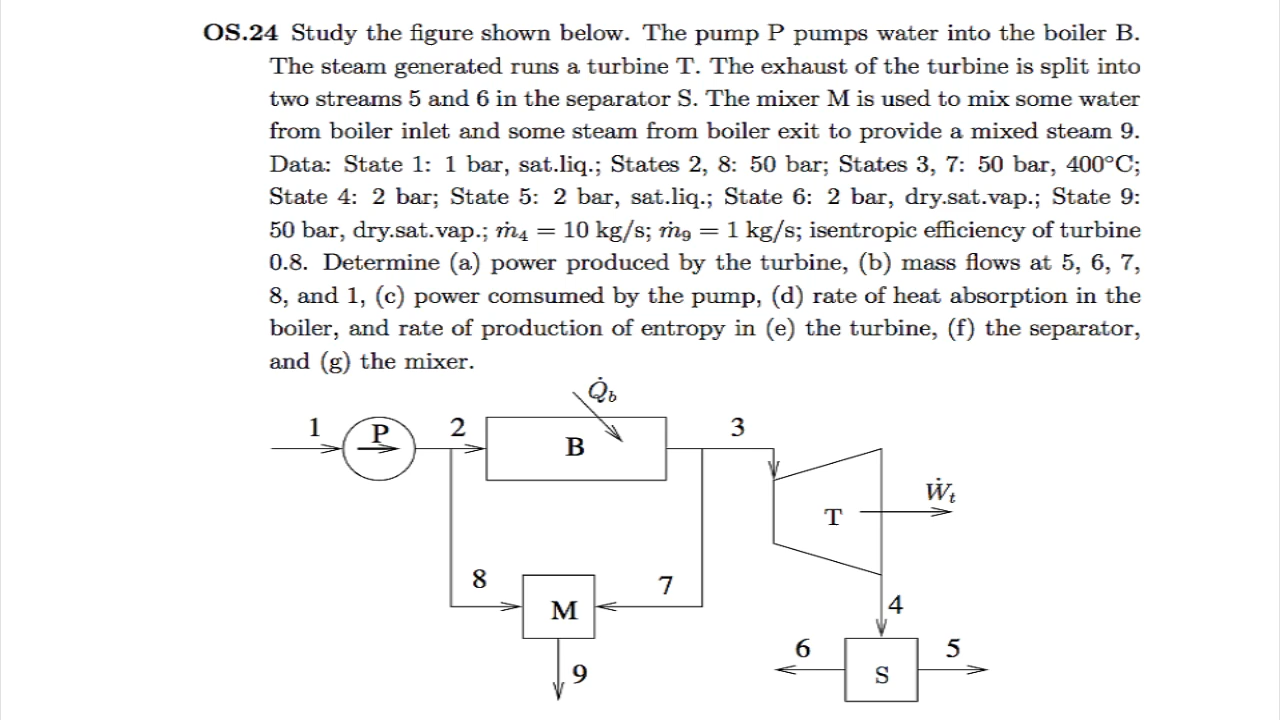 OS.24 Study the figure shown below. The pump P pumps water into the boiler B.
The steam generated runs a turbine T. The exhaust of the turbine is split into
two streams 5 and 6 in the separator S. The mixer M is used to mix some water
from boiler inlet and some steam from boiler exit to provide a mixed steam 9.
Data: State 1: 1 bar, sat.liq.; States 2, 8: 50 bar; States 3, 7: 50 bar, 400°C;
State 4: 2 bar; State 5: 2 bar, sat.liq.; State 6: 2 bar, dry.sat.vap.; State 9:
50 bar, dry.sat.vap.; ṁ₄ = 10 kg/s; ṁ₉ = 1 kg/s; isentropic efficiency of turbine
0.8. Determine (a) power produced by the turbine, (b) mass flows at 5, 6, 7,
8, and 1, (c) power comsumed by the pump, (d) rate of heat absorption in the
boiler, and rate of production of entropy in (e) the turbine, (f) the separator,
and (g) the mixer.
Q̇b
1 P 2 B 3
Ẇt
T
8 M 7
4
6 S 5
9